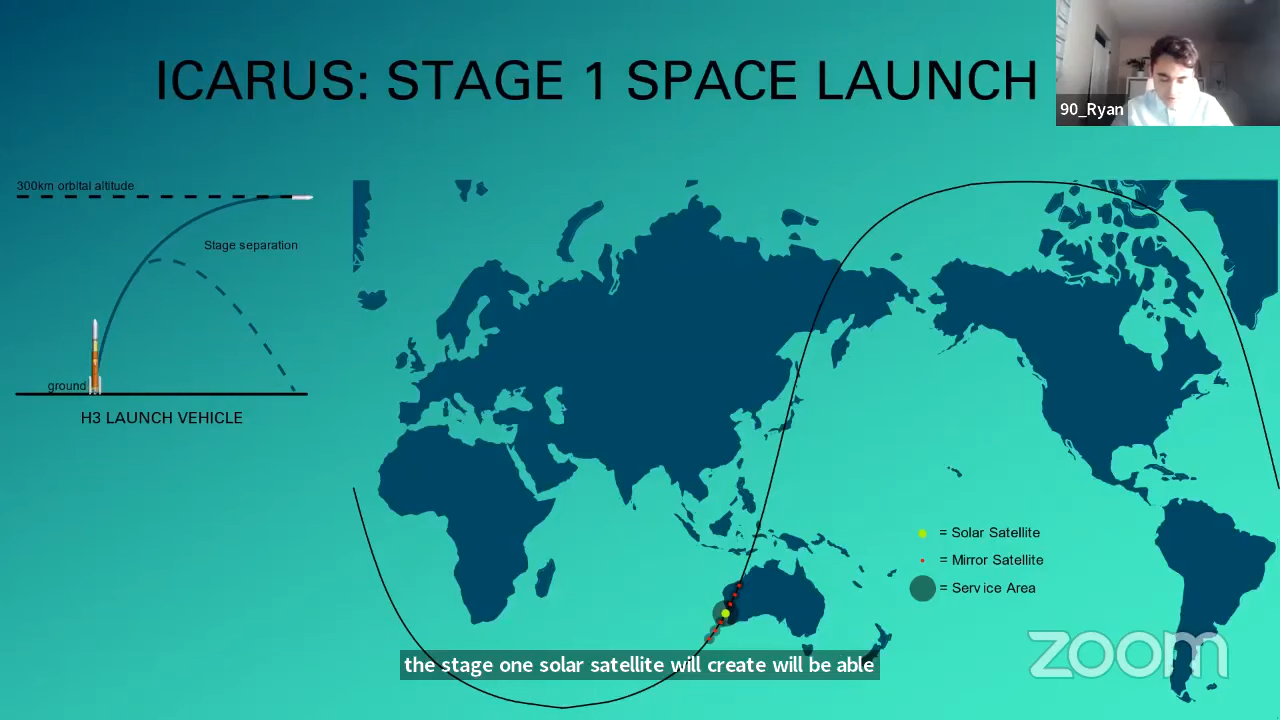 ICARUS: STAGE 1 SPACE LAUNCH
90_Ryan
300km orbital altitude
Stage separation
ground
H3 LAUNCH VEHICLE
= Solar Satellite
= Mirror Satellite
= Service Area
zoom
the stage one solar satellite will create will be able